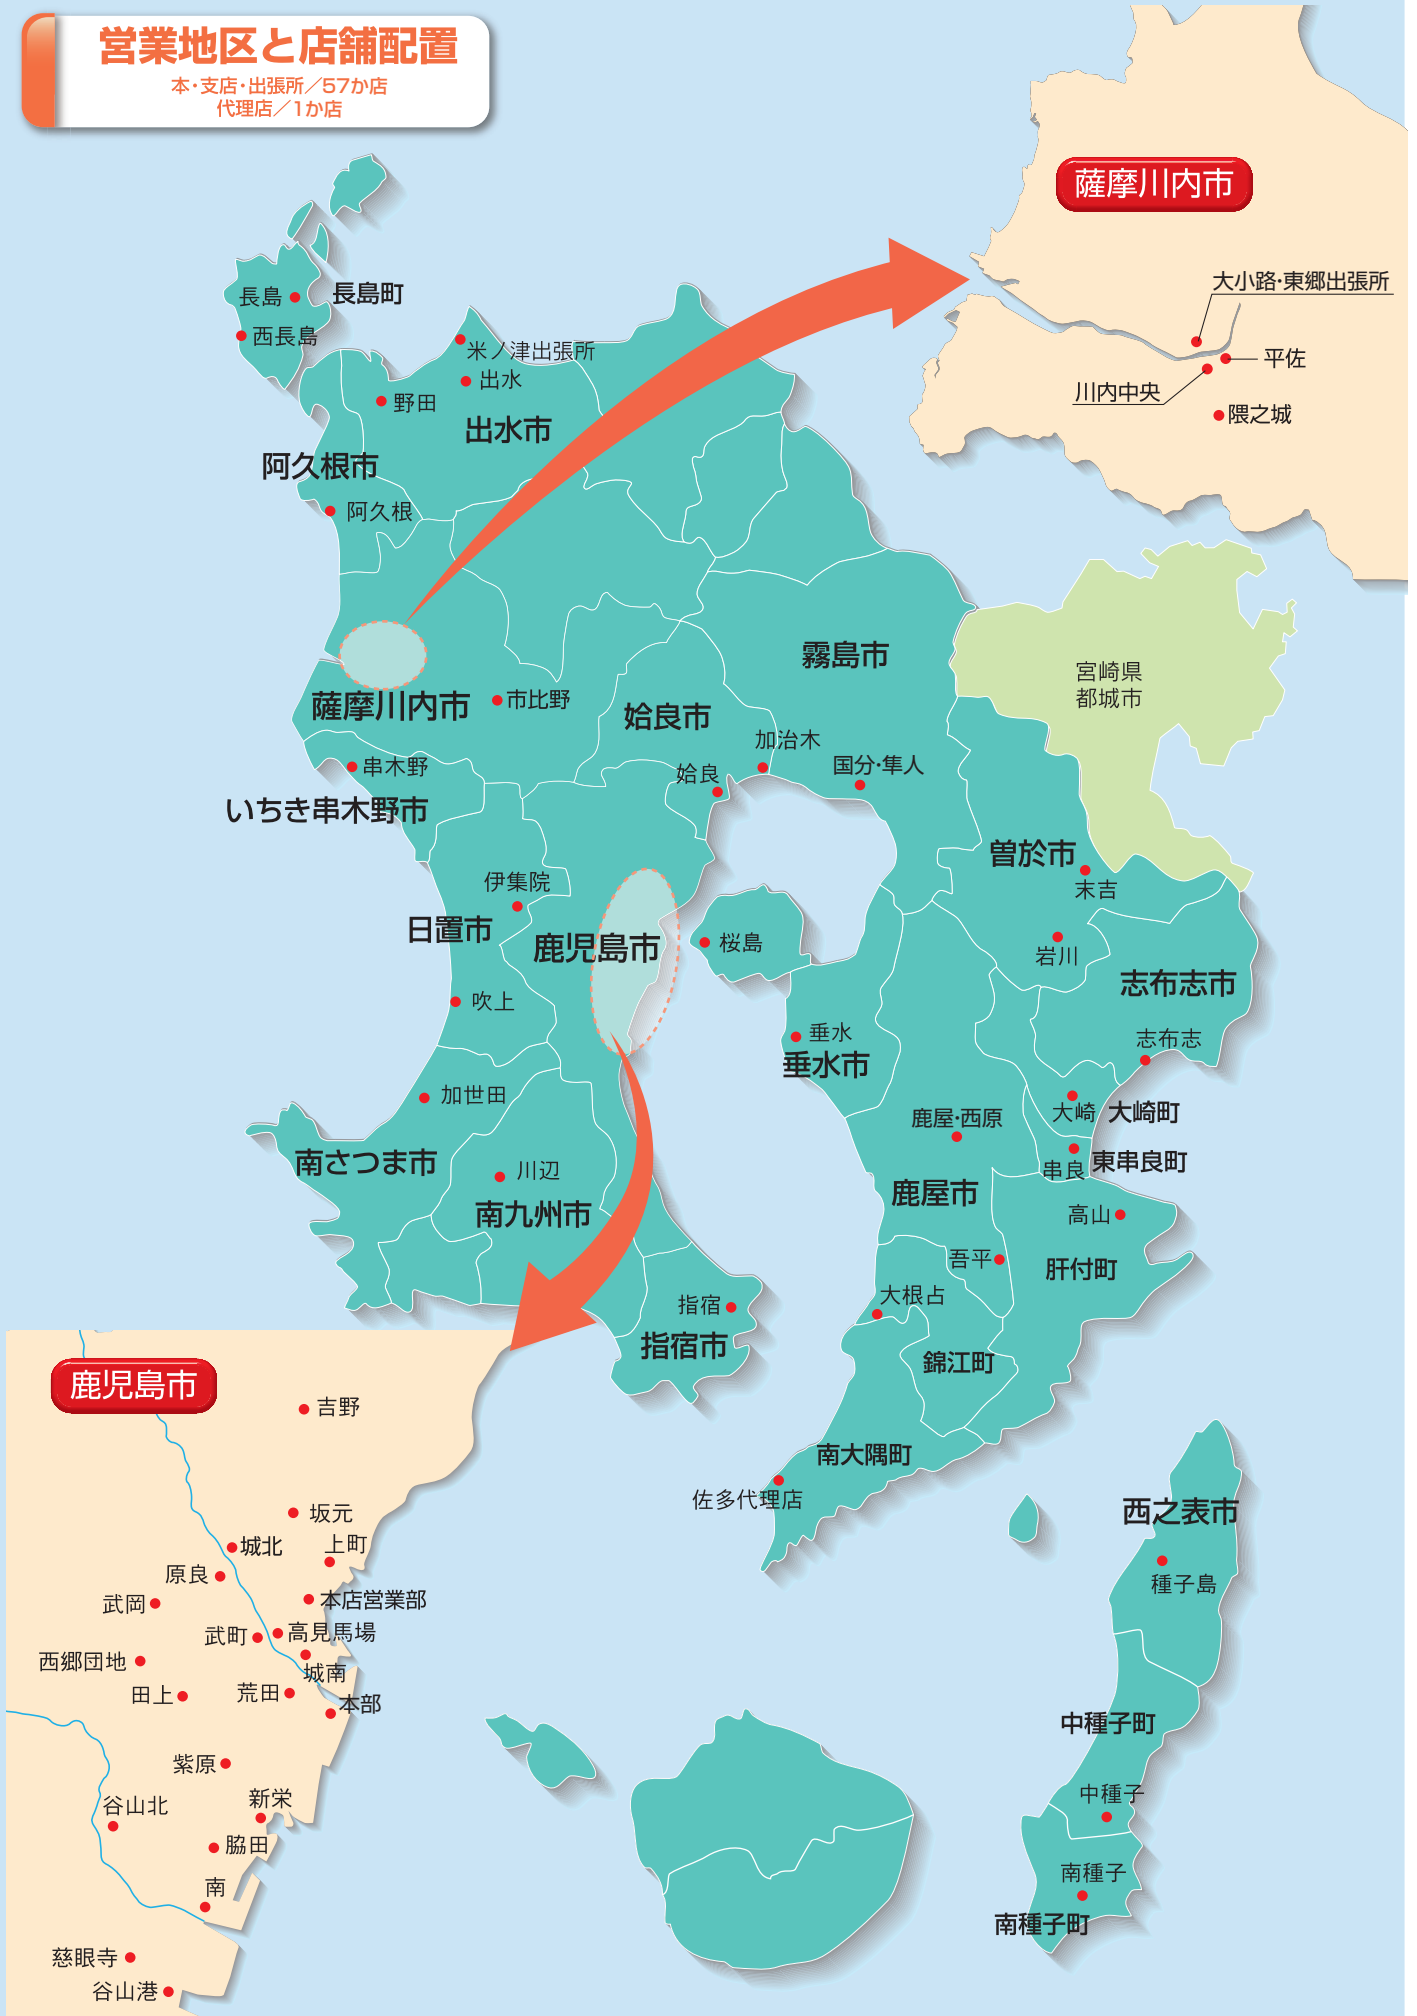 営業地区と店舗配置
本・支店・出張所／57か店
代理店／1か店
薩摩川内市
大小路・東郷出張所
平佐
川内中央
隈之城
長島
長島町
西長島
米ノ津出張所
出水
野田
出水市
阿久根市
阿久根
宮崎県
都城市
霧島市
薩摩川内市
市比野
姶良市
加治木
国分・隼人
姶良
串木野
いちき串木野市
曽於市
末吉
伊集院
日置市
鹿児島市
桜島
岩川
志布志市
吹上
垂水
志布志
垂水市
加世田
大崎
大崎町
鹿屋・西原
南さつま市
川辺
串良
東串良町
南九州市
鹿屋市
高山
吾平
肝付町
大根占
指宿
指宿市
錦江町
南大隅町
佐多代理店
鹿児島市
吉野
坂元
城北
上町
原良
武岡
本店営業部
武町
高見馬場
西郷団地
城南
田上
荒田
本部
紫原
谷山北
新栄
脇田
南
慈眼寺
谷山港
西之表市
種子島
中種子町
中種子
南種子
南種子町